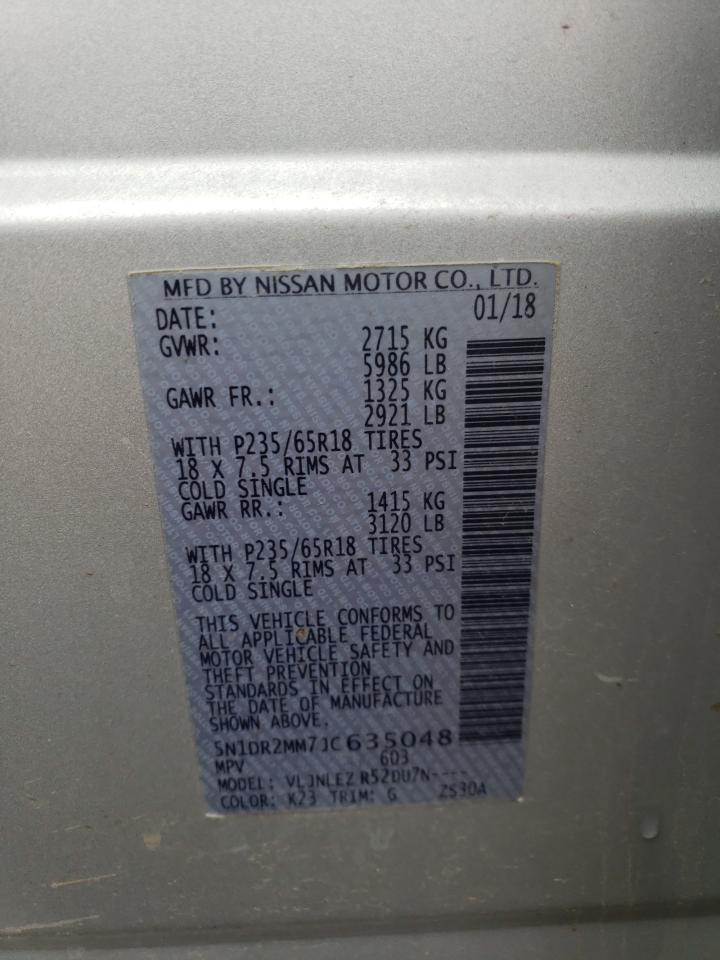 MFD BY NISSAN MOTOR CO., LTD.
DATE: 01/18
GVWR: 2715 KG
5986 LB
GAWR FR.: 1325 KG
2921 LB
WITH P235/65R18 TIRES
18 X 7.5 RIMS AT 33 PSI
COLD SINGLE
GAWR RR.: 1415 KG
3120 LB
WITH P235/65R18 TIRES
18 X 7.5 RIMS AT 33 PSI
COLD SINGLE
THIS VEHICLE CONFORMS TO
ALL APPLICABLE FEDERAL
MOTOR VEHICLE SAFETY AND
THEFT PREVENTION
STANDARDS IN EFFECT ON
THE DATE OF MANUFACTURE
SHOWN ABOVE.
5N1DR2MM7JC635048
MPV 603
MODEL: VLJNLEZ R52DU7N----
COLOR: K23 TRIM: G ZS30A